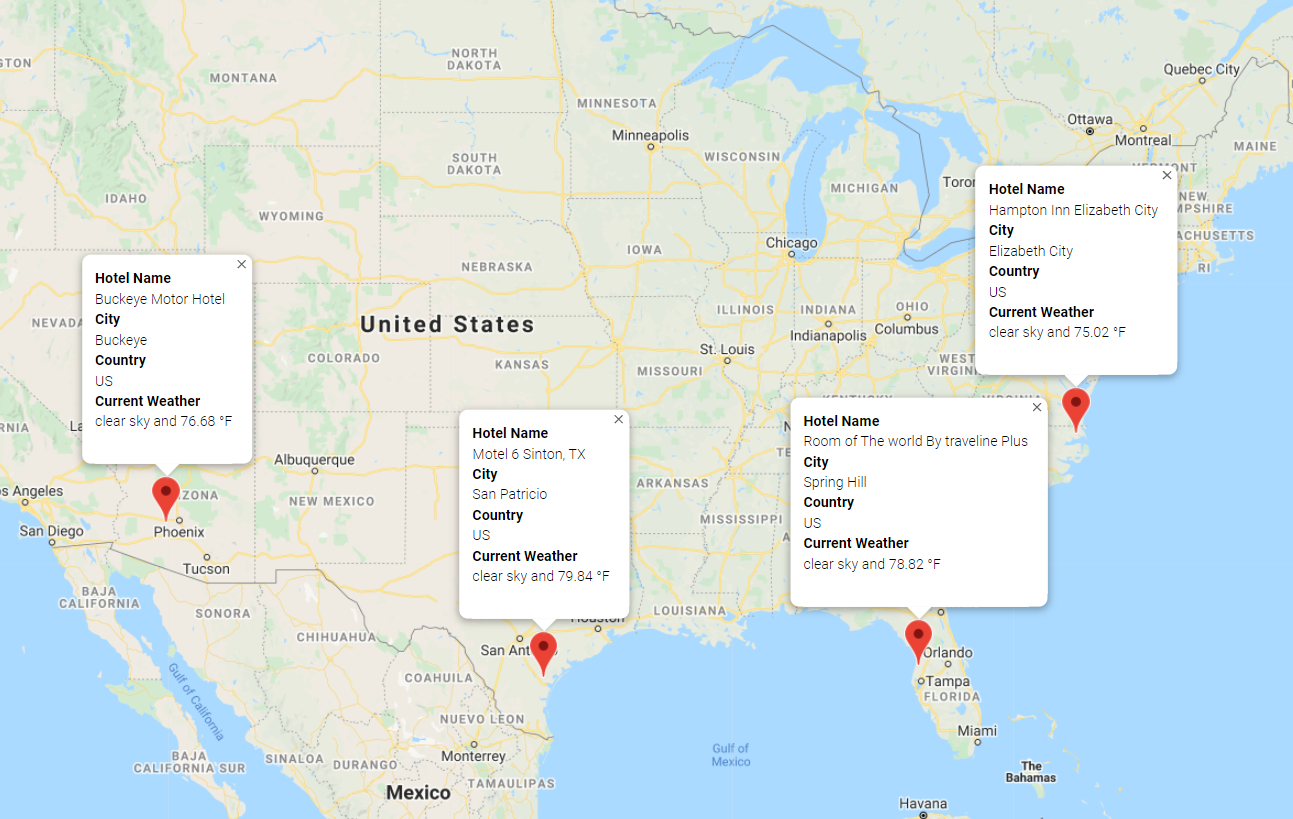 NORTH
DAKOTA
MONTANA
MINNESOTA
Minneapolis
SOUTH
DAKOTA
WISCONSIN
MICHIGAN
Ottawa
Montreal
Quebec City
MAINE
VERMONT
IDAHO
WYOMING
IOWA
Chicago
NEBRASKA
RI
ILLINOIS
INDIANA
OHIO
Indianapolis
Columbus
United States
COLORADO
KANSAS
MISSOURI
St. Louis
WEST
NEVADA
Albuquerque
NEW MEXICO
ARKANSAS
MISSISSIPPI
San Diego
Phoenix
Tucson
BAJA
CALIFORNIA
SONORA
CHIHUAHUA
COAHUILA
NUEVO LEON
Monterrey
TAMAULIPAS
Gulf of California
BAJA
CALIFORNIA SUR
SINALOA
DURANGO
Mexico
LOUISIANA
Houston
Gulf of
Mexico
Orlando
Tampa
FLORIDA
Miami
The
Bahamas
Havana
Hotel Name
Buckeye Motor Hotel
City
Buckeye
Country
US
Current Weather
clear sky and 76.68 °F
Hotel Name
Motel 6 Sinton, TX
City
San Patricio
Country
US
Current Weather
clear sky and 79.84 °F
Hotel Name
Room of The world By traveline Plus
City
Spring Hill
Country
US
Current Weather
clear sky and 78.82 °F
Hotel Name
Hampton Inn Elizabeth City
City
Elizabeth City
Country
US
Current Weather
clear sky and 75.02 °F